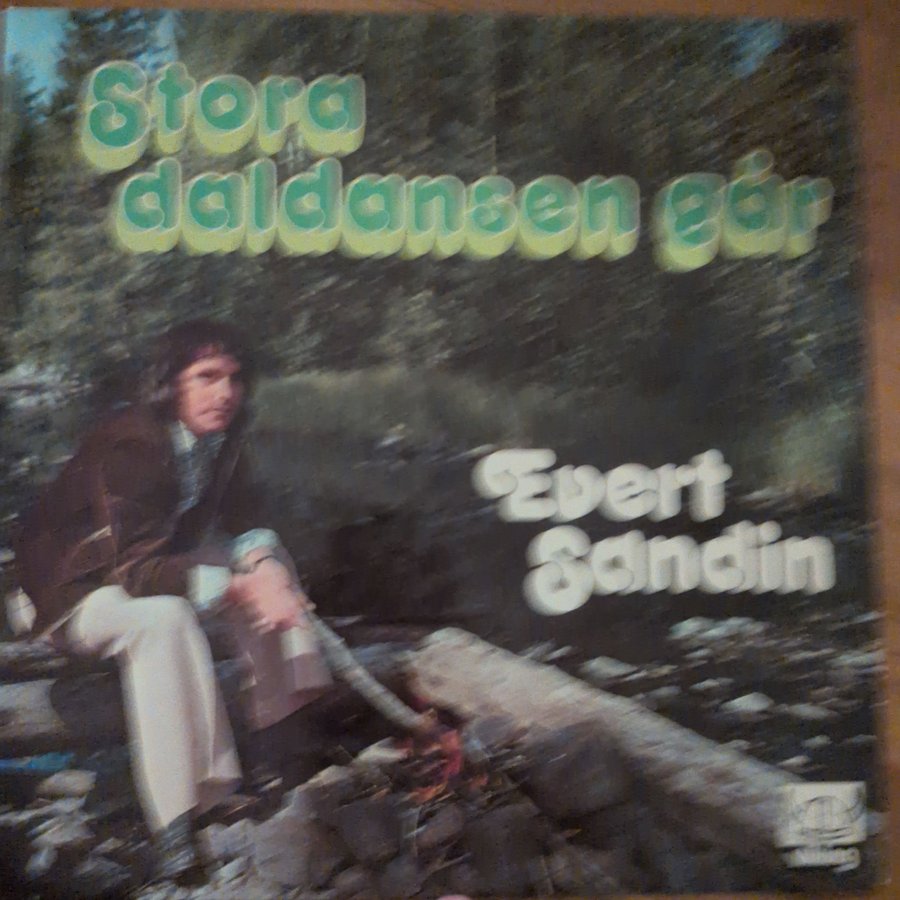 Stora
daldansen går
Evert
Sandin